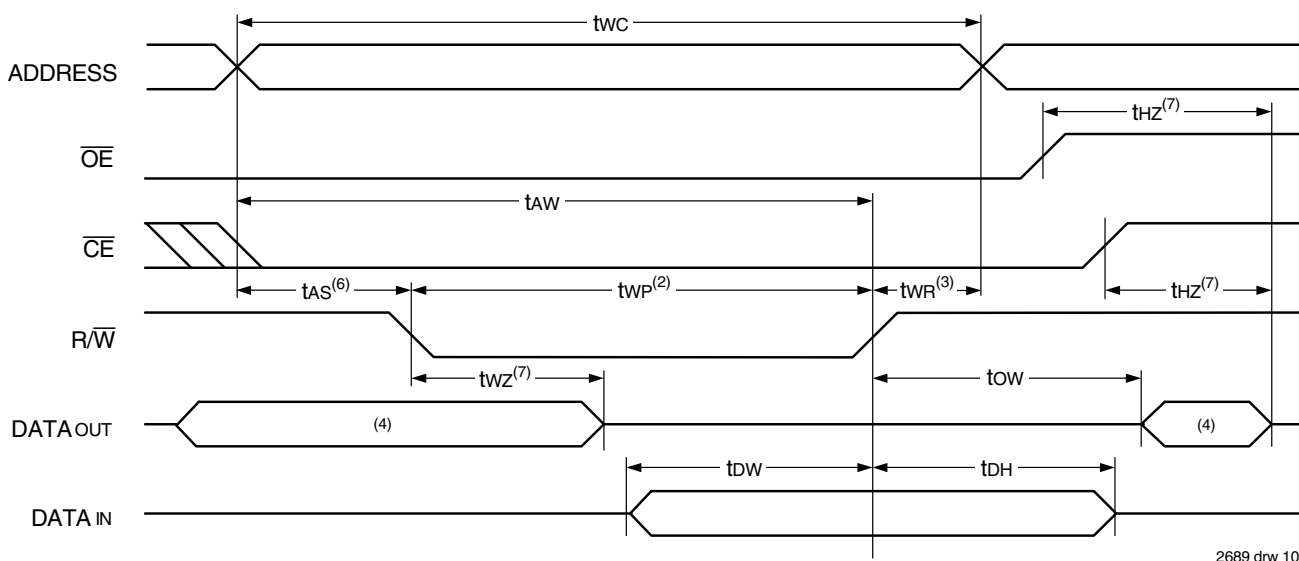 tWC
ADDRESS
tHZ(7)
OE
tAW
CE
tAS(6) tWP(2) tWR(3) tHZ(7)
R/W
tWZ(7) tOW
DATA OUT (4) (4)
tDW tDH
DATA IN
2689 drw 10